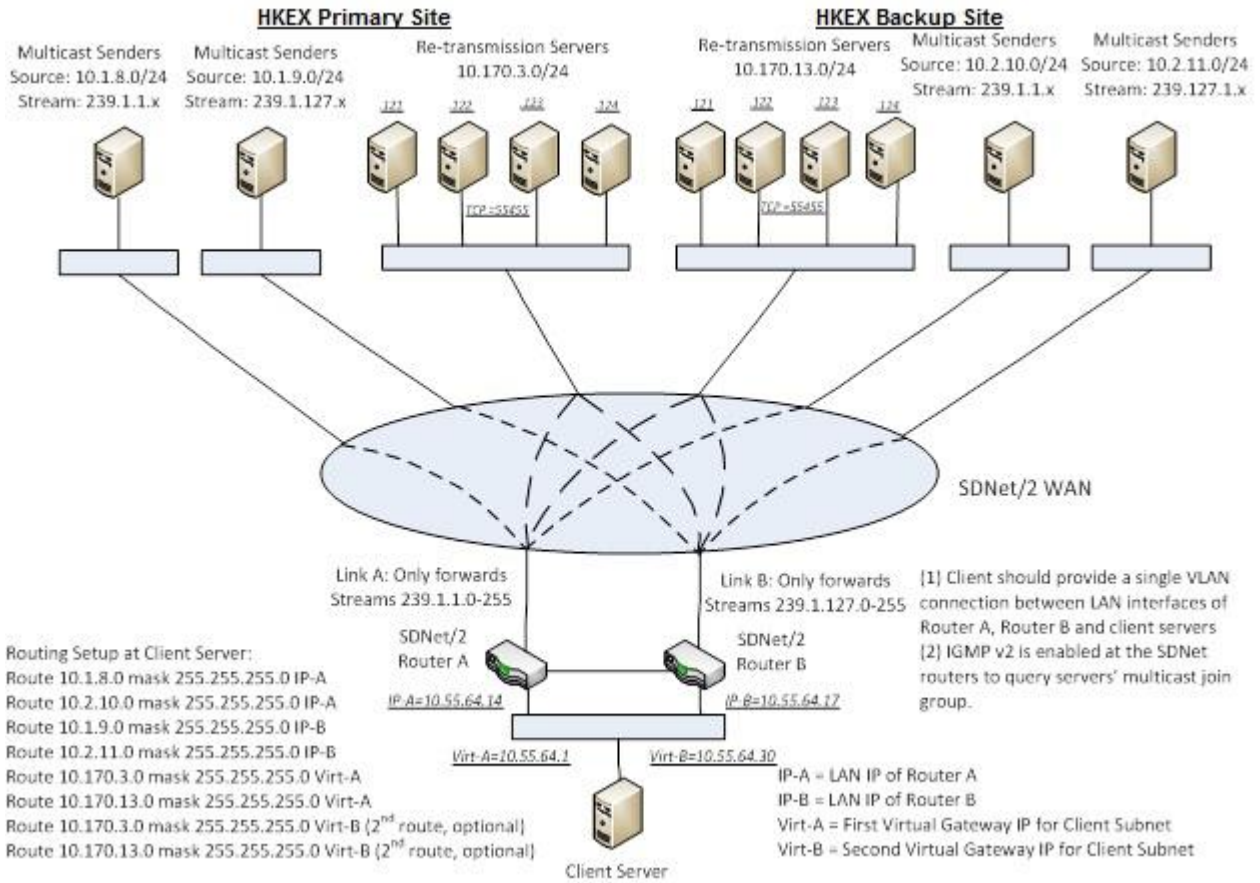 HKEX Primary Site
HKEX Backup Site
Multicast Senders
Source: 10.1.8.0/24
Stream: 239.1.1.x
Multicast Senders
Source: 10.1.9.0/24
Stream: 239.1.127.x
Re-transmission Servers
10.170.3.0/24
Re-transmission Servers
10.170.13.0/24
Multicast Senders
Source: 10.2.10.0/24
Stream: 239.1.1.x
Multicast Senders
Source: 10.2.11.0/24
Stream: 239.127.1.x
.121
.122
.123
.124
.121
.122
.123
.124
TCP =55455
TCP =55455
SDNet/2 WAN
Link A: Only forwards
Streams 239.1.1.0-255
Link B: Only forwards
Streams 239.1.127.0-255
(1) Client should provide a single VLAN
connection between LAN interfaces of
Router A, Router B and client servers
(2) IGMP v2 is enabled at the SDNet
routers to query servers' multicast join
group.
SDNet/2
Router A
SDNet/2
Router B
IP-A=10.55.64.14
IP-B=10.55.64.17
Virt-A=10.55.64.1
Virt-B=10.55.64.30
Routing Setup at Client Server:
Route 10.1.8.0 mask 255.255.255.0 IP-A
Route 10.2.10.0 mask 255.255.255.0 IP-A
Route 10.1.9.0 mask 255.255.255.0 IP-B
Route 10.2.11.0 mask 255.255.255.0 IP-B
Route 10.170.3.0 mask 255.255.255.0 Virt-A
Route 10.170.13.0 mask 255.255.255.0 Virt-A
Route 10.170.3.0 mask 255.255.255.0 Virt-B (2nd route, optional)
Route 10.170.13.0 mask 255.255.255.0 Virt-B (2nd route, optional)
Client Server
IP-A = LAN IP of Router A
IP-B = LAN IP of Router B
Virt-A = First Virtual Gateway IP for Client Subnet
Virt-B = Second Virtual Gateway IP for Client Subnet